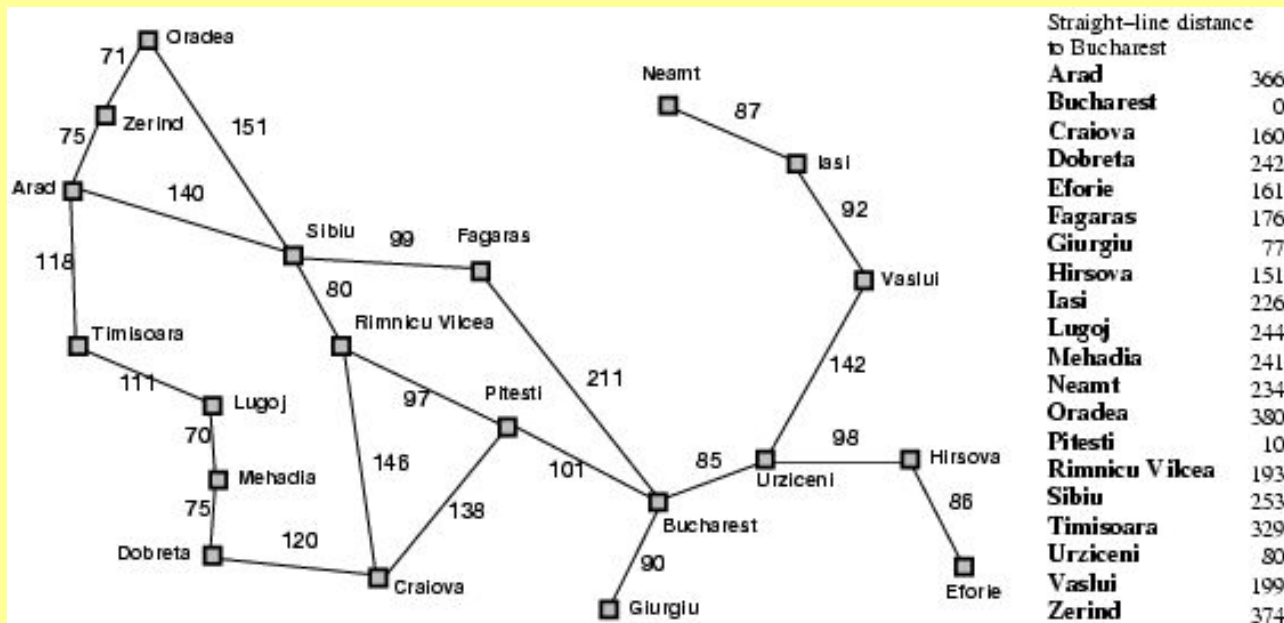 Oradea
71
Neamt
87
Zerind
151
75
Iasi
Arad
140
92
Sibiu
99
Fagaras
118
Vaslui
80
Timisoara
Rimnicu Vilcea
142
111
211
Lugoj
97
Pitesti
70
98
Hirsova
146
101
85
Mehadia
Urziceni
75
138
86
Bucharest
120
Dobreta
90
Craiova
Eforie
Giurgiu
Straight-line distance
to Bucharest
Arad 366
Bucharest 0
Craiova 160
Dobreta 242
Eforie 161
Fagaras 176
Giurgiu 77
Hirsova 151
Iasi 226
Lugoj 244
Mehadia 241
Neamt 234
Oradea 380
Pitesti 10
Rimnicu Vilcea 193
Sibiu 253
Timisoara 329
Urziceni 80
Vaslui 199
Zerind 374